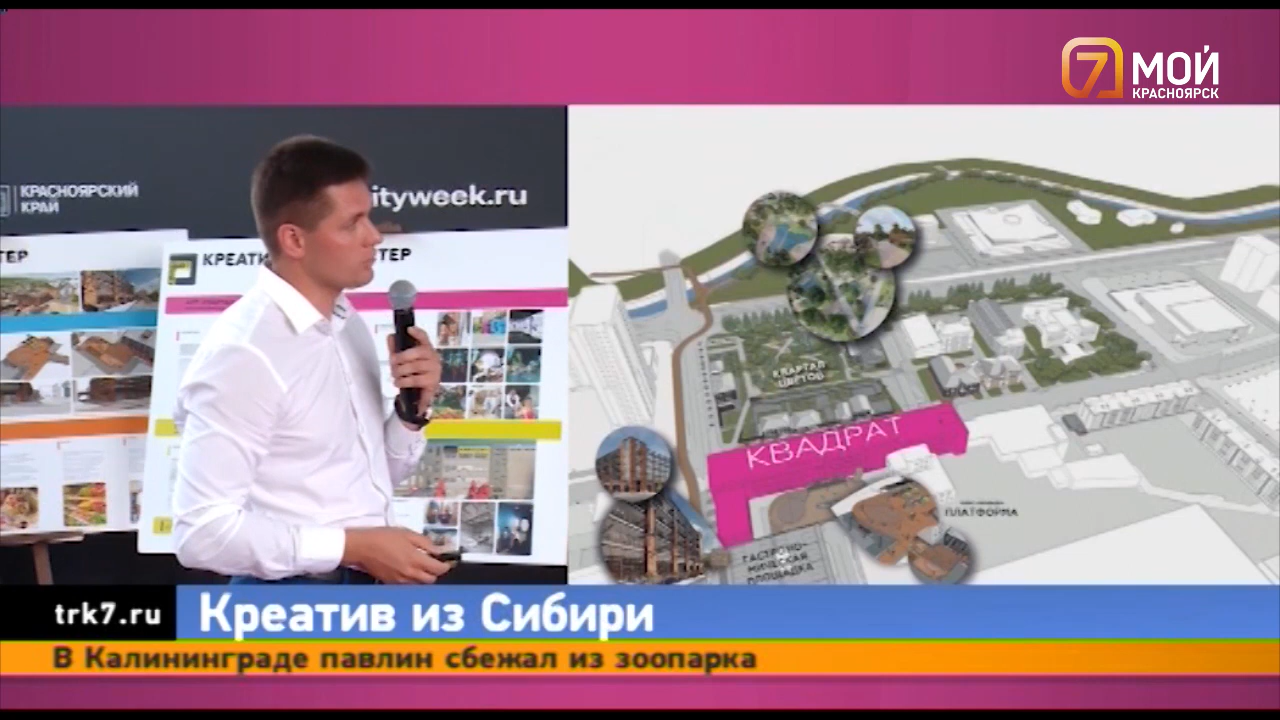 7 МОЙ
КРАСНОЯРСК
КРАСНОЯРСКИЙ
КРАЙ
ityweek.ru
ТЕР
КРЕАТИ
ТЕР
КВАРТАЛ
ЦВЕТОВ
КВАДРАТ
ПЛАТФОРМА
ГАСТРОНО-
МИЧЕСКАЯ
ПЛОЩАДКА
trk7.ru
Креатив из Сибири
В Калининграде павлин сбежал из зоопарка